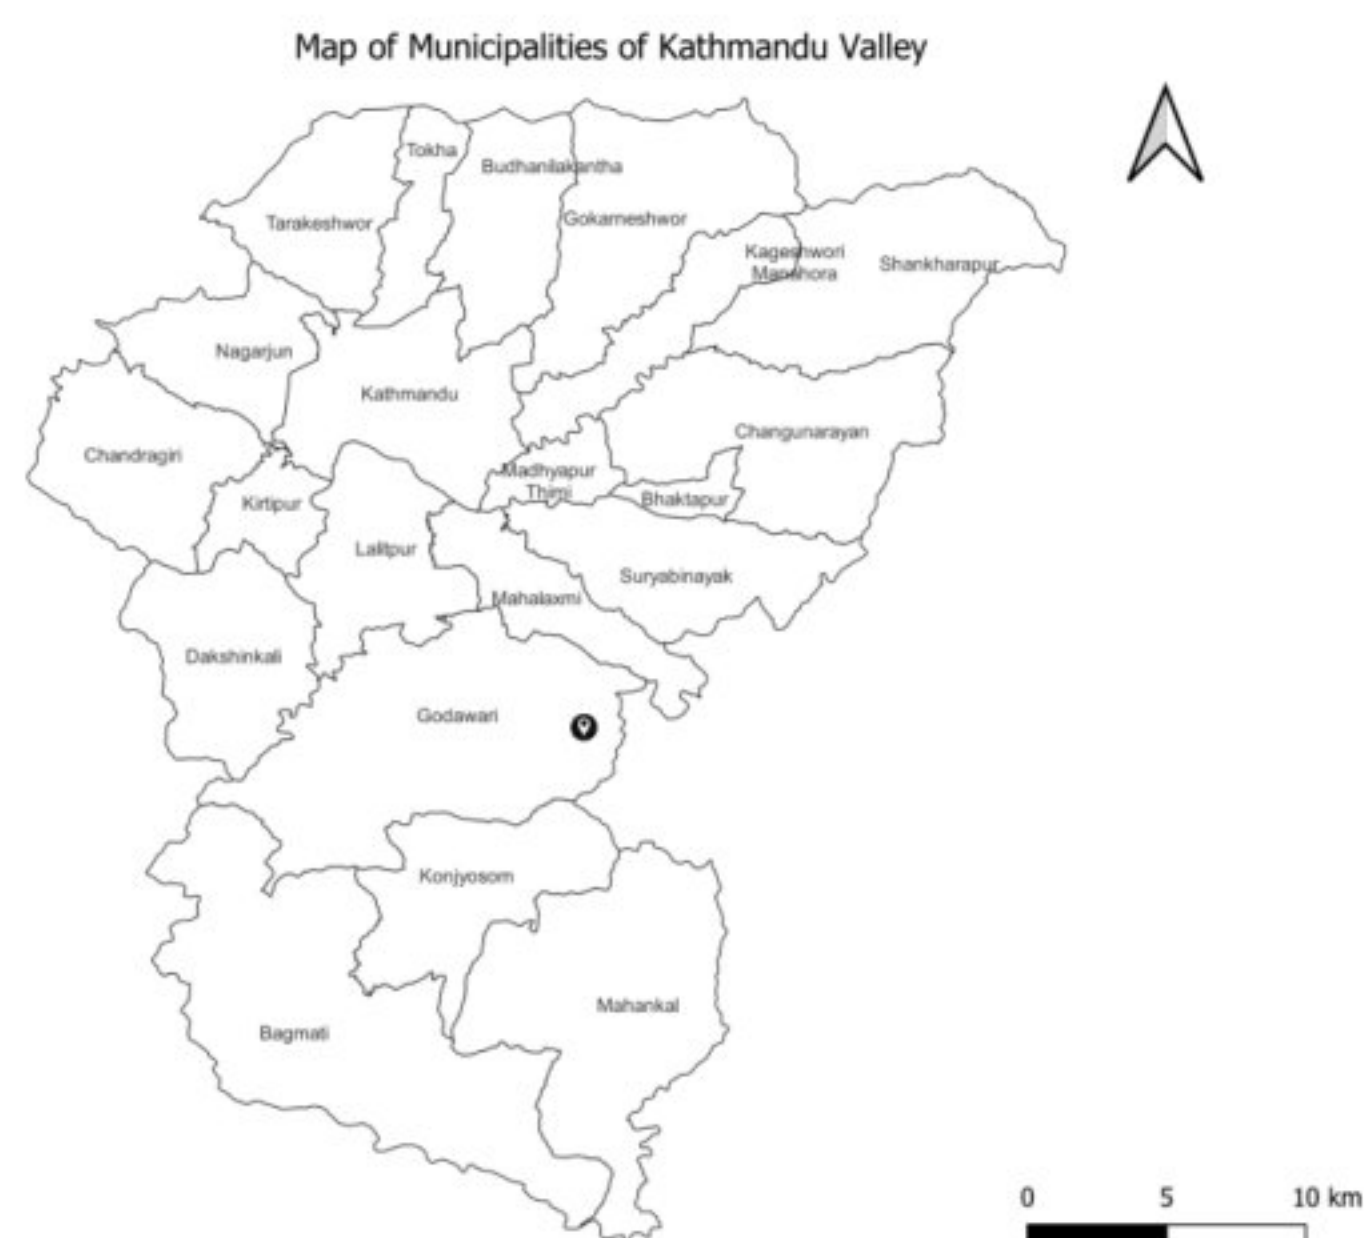 Map of Municipalities of Kathmandu Valley
Tokha
Budhanilakantha
Tarakeshwor
Gokarneshwor
Kageshwori
Manahora
Shankharapur
Nagarjun
Kathmandu
Changunarayan
Chandragiri
Madhyapur
Thimi
Bhaktapur
Kirtipur
Lalitpur
Suryabinayak
Mahalaxmi
Dakshinkali
Godawari
Konjyosom
Mahankal
Bagmati
0 5 10 km